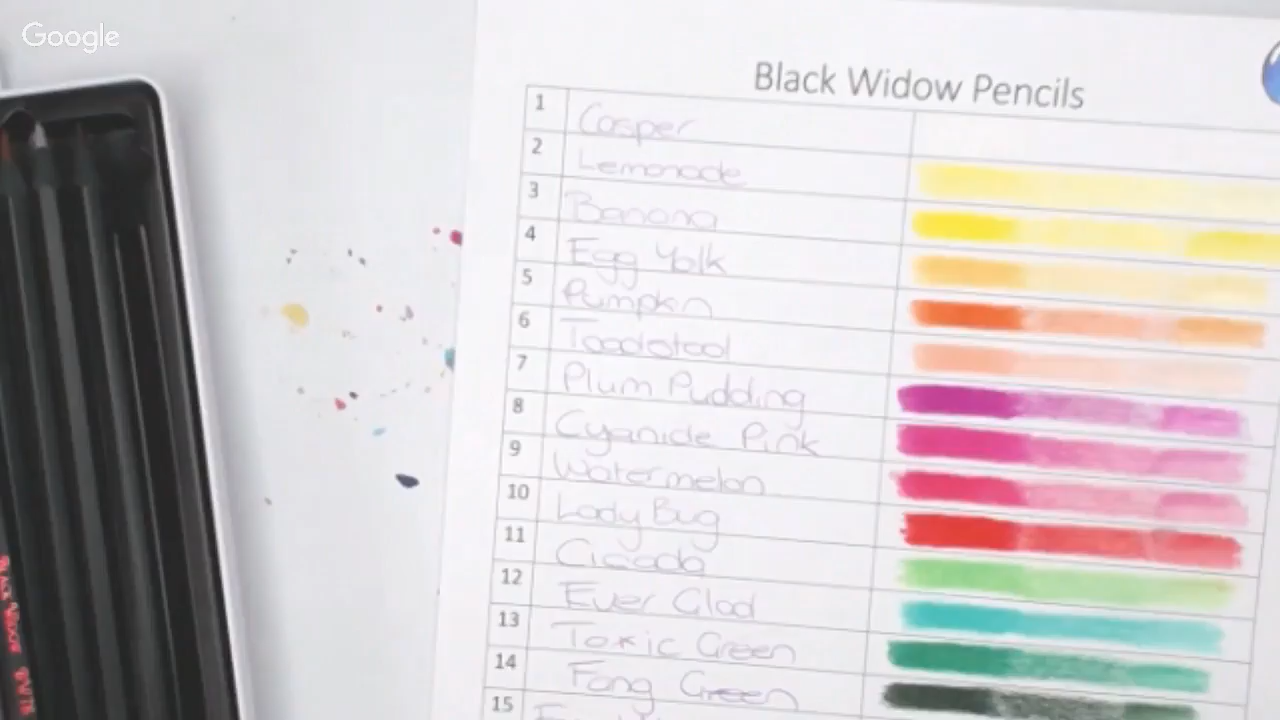 Google
Black Widow Pencils
1 Casper
2 Lemonade
3 Banana
4 Egg Yolk
5 Pumpkin
6 Toadstool
7 Plum Pudding
8 Cyanide Pink
9 Watermelon
10 Lady Bug
11 Cicada
12 Ever Glad
13 Toxic Green
14 Fang Green
15
BLACK WIDOW